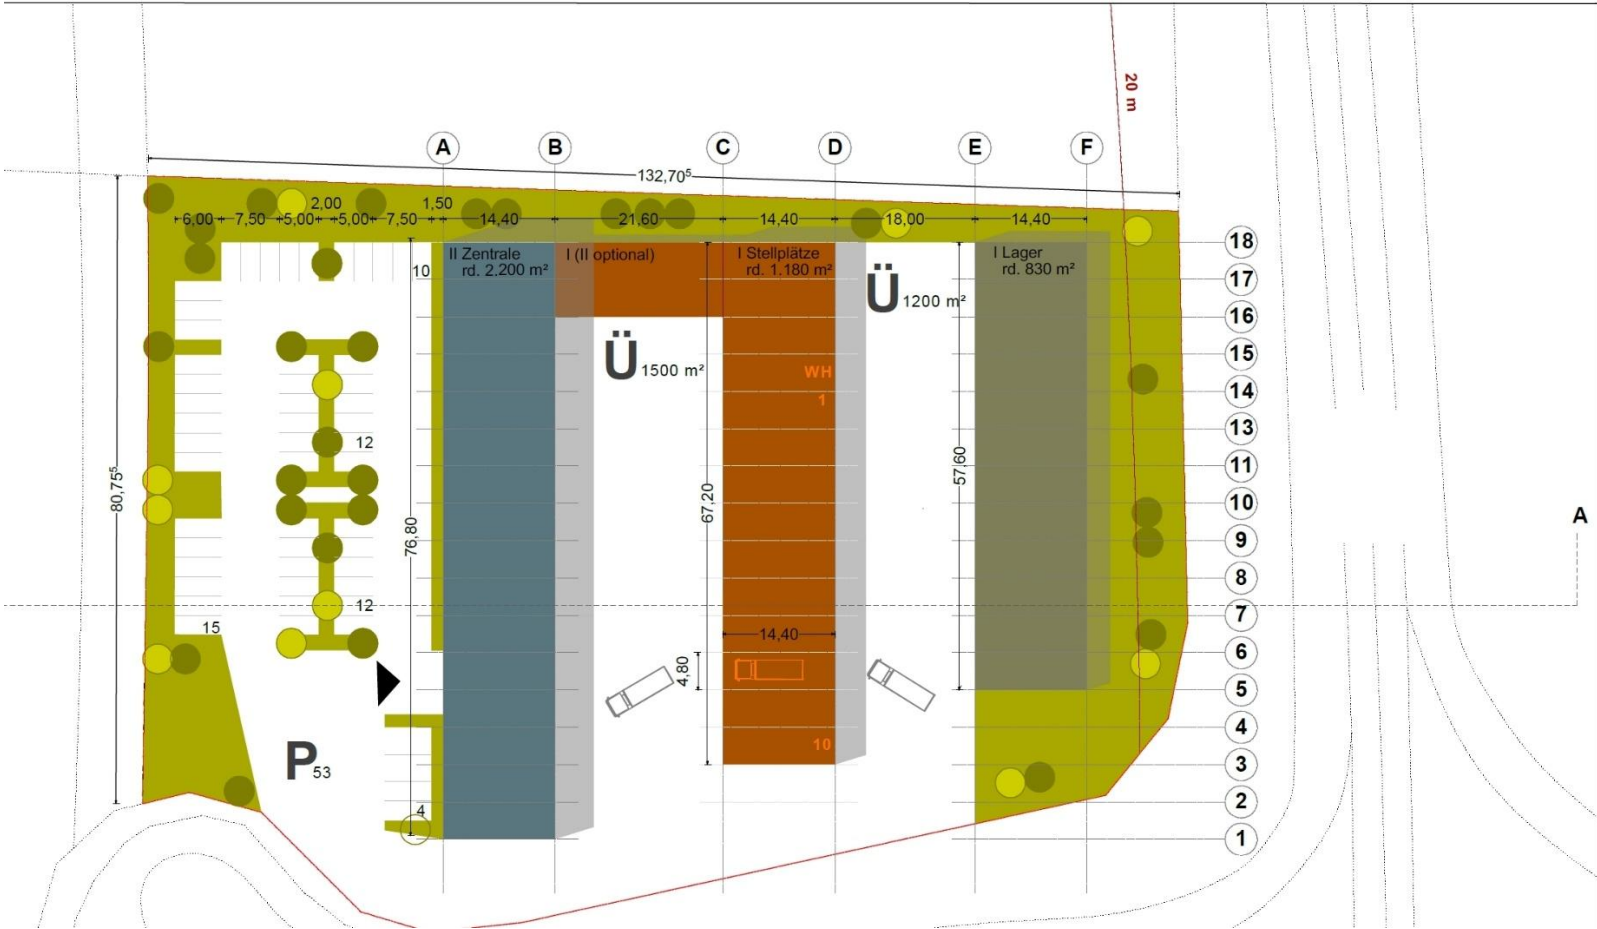 20 m
A
B
C
D
E
F
132,70⁵
6,00
7,50
5,00
2,00
5,00
7,50
1,50
14,40
21,60
14,40
18,00
14,40
18
17
16
15
14
13
11
10
9
8
7
6
5
4
3
2
1
II Zentrale
rd. 2.200 m²
I (II optional)
I Stellplätze
rd. 1.180 m²
I Lager
rd. 830 m²
Ü 1200 m²
Ü 1500 m²
WH
1
10
10
12
12
15
4
80,75⁵
76,80
67,20
57,60
14,40
4,80
P 53
A